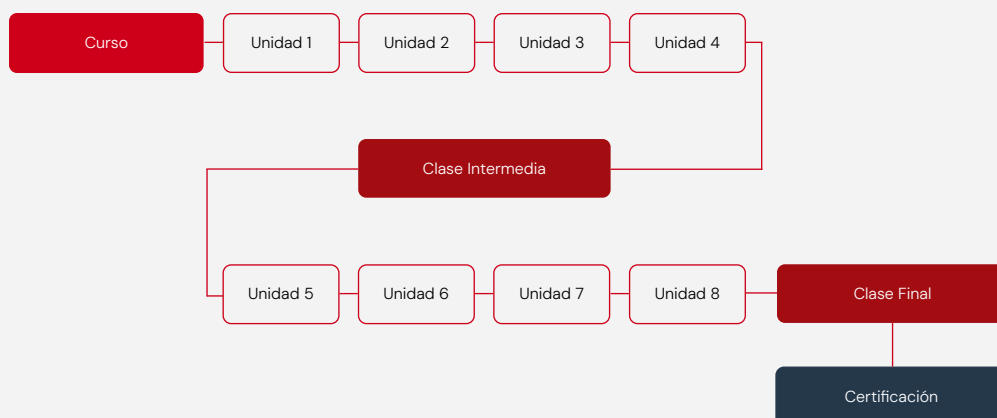 Curso
Unidad 1
Unidad 2
Unidad 3
Unidad 4
Clase Intermedia
Unidad 5
Unidad 6
Unidad 7
Unidad 8
Clase Final
Certificación